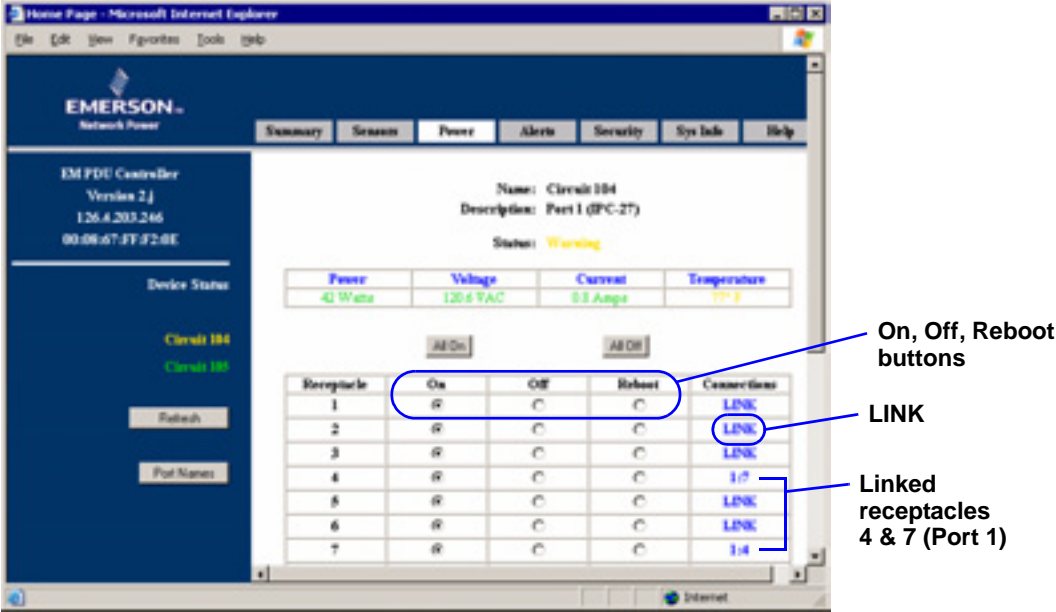 Home Page - Microsoft Internet Explorer
File Edit View Favorites Tools Help
EMERSON™
Network Power
Summary Sensors Power Alerts Security Sys Info Help
EM PDU Controller
Version 2.j
126.4.203.246
00:08:67:FF:F2:0E
Device Status
Circuit 104
Circuit 105
Refresh
Port Names
Name: Circuit 104
Description: Port 1 (IPC-27)
Status: Warning
Power Voltage Current Temperature
42 Watts 120.6 VAC 0.8 Amps
All On All Off
Receptacle On Off Reboot Connections
1 LINK
2 LINK
3 LINK
4 1:7
5 LINK
6 LINK
7 1:4
Internet
On, Off, Reboot
buttons
LINK
Linked
receptacles
4 & 7 (Port 1)